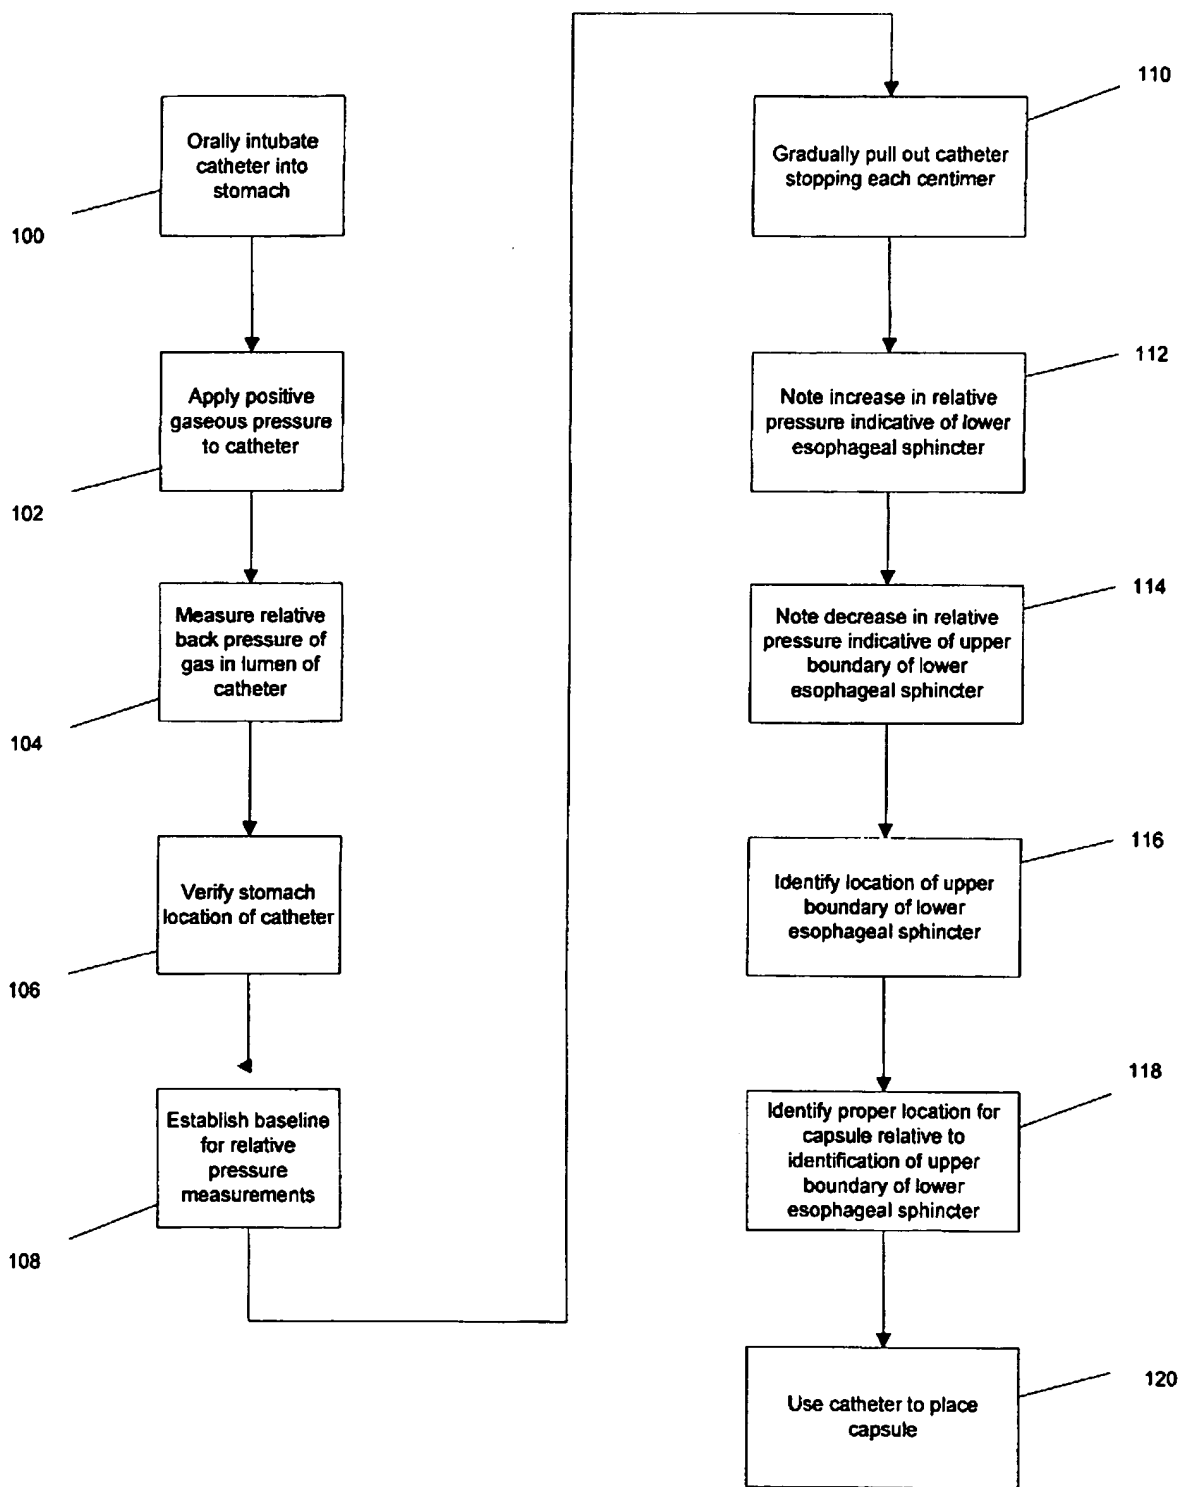 Orally intubate
catheter into
stomach
100
Apply positive
gaseous pressure
to catheter
102
Measure relative
back pressure of
gas in lumen of
catheter
104
Verify stomach
location of catheter
106
Establish baseline
for relative
pressure
measurements
108
110
Gradually pull out catheter
stopping each centimer
112
Note increase in relative
pressure indicative of lower
esophageal sphincter
114
Note decrease in relative
pressure indicative of upper
boundary of lower
esophageal sphincter
116
Identify location of upper
boundary of lower
esophageal sphincter
118
Identify proper location for
capsule relative to
identification of upper
boundary of lower
esophageal sphincter
120
Use catheter to place
capsule